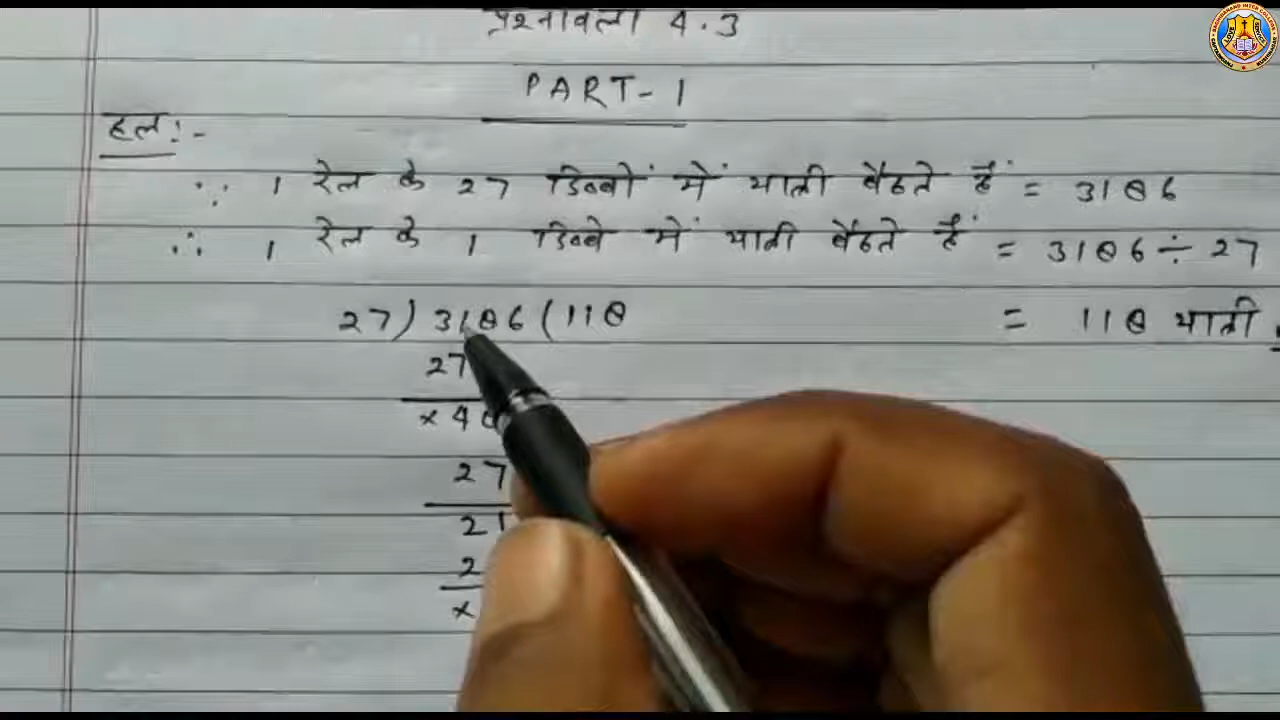 प्रश्नावली 4.3
PART-1
हल:-
∵ 1 रेल के 27 डिब्बों में यात्री बैठते हैं = 3186
∴ 1 रेल के 1 डिब्बे में यात्री बैठते हैं = 3186 ÷ 27
27) 3186 (118 = 118 यात्री
27
× 48
27
21
2
×